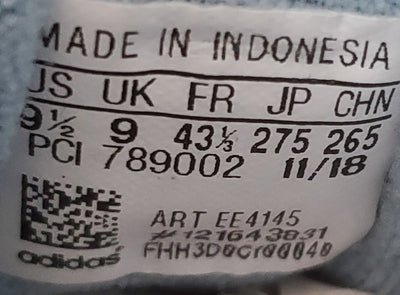 MADE IN INDONESIA
US UK FR JP CHN
9½ 9 43⅓ 275 265
PCI 789002 11/18
ART EE4145
adidas